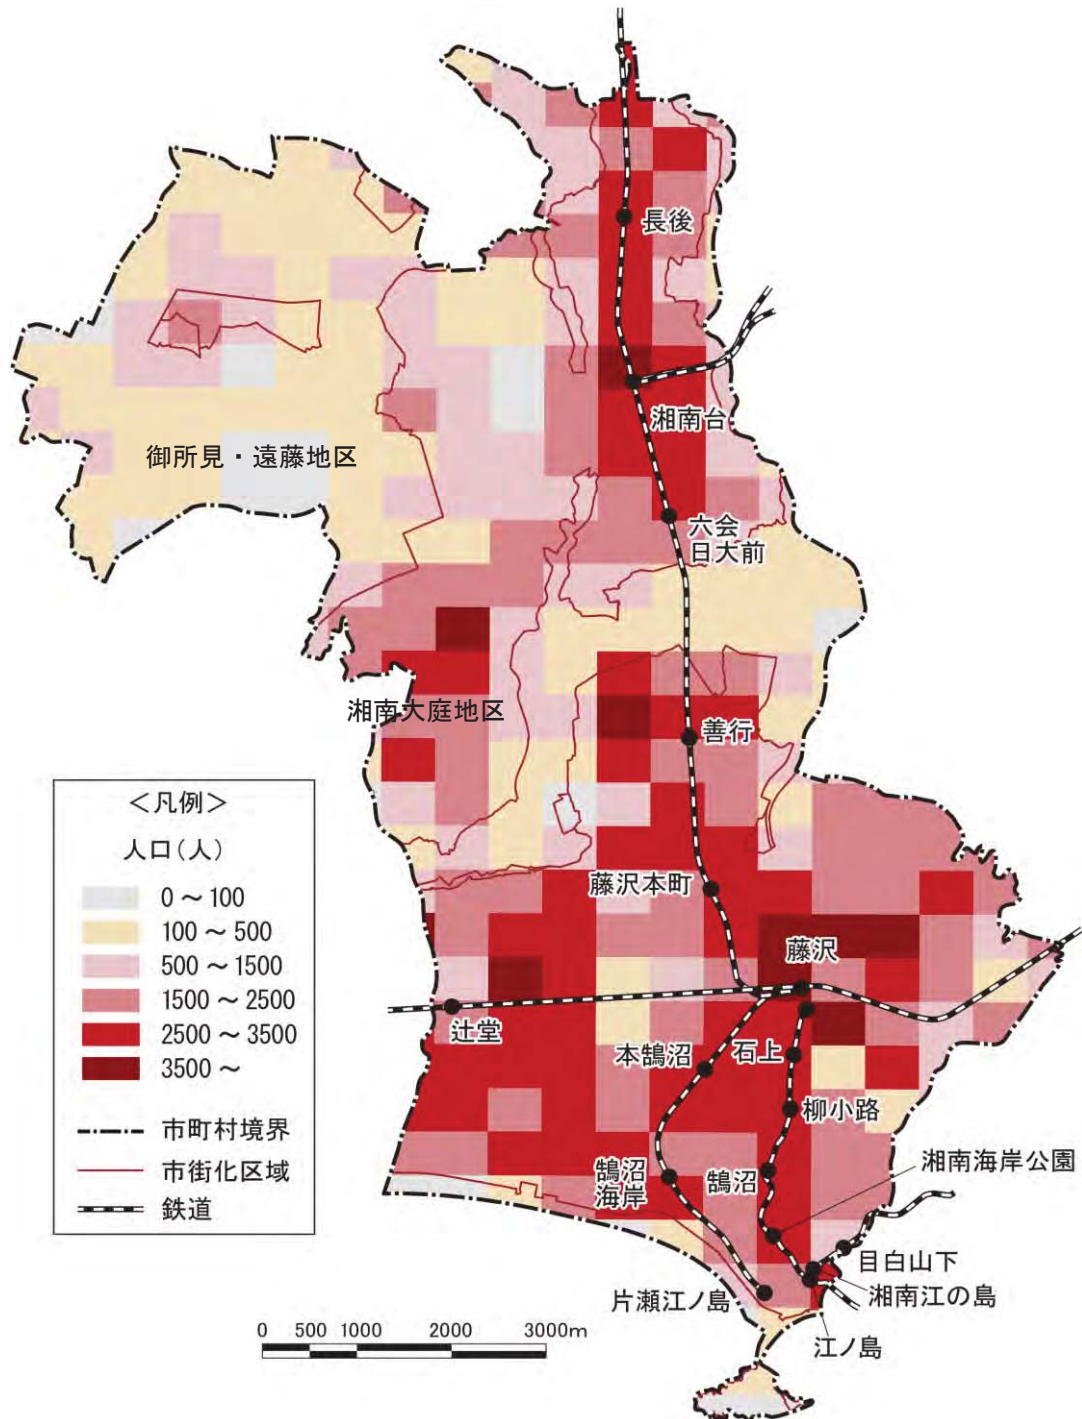 長後
湘南台
御所見・遠藤地区
六会
日大前
湘南大庭地区
善行
<凡例>
人口(人)
0～100
100～500
500～1500
1500～2500
2500～3500
3500～
市町村境界
市街化区域
鉄道
藤沢本町
藤沢
辻堂
本鵠沼
石上
柳小路
鵠沼
海岸
鵠沼
湘南海岸公園
目白山下
湘南江の島
片瀬江ノ島
江ノ島
0 500 1000 2000 3000m